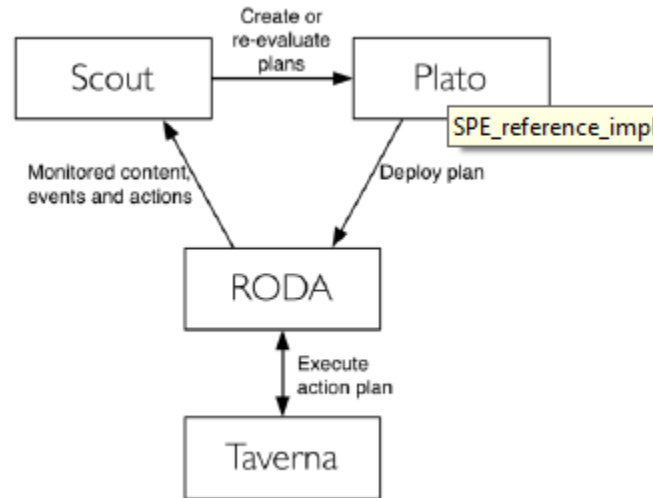 Create or
re-evaluate
plans
Scout
Plato
SPE_reference_impl
Monitored content,
events and actions
Deploy plan
RODA
Execute
action plan
Taverna